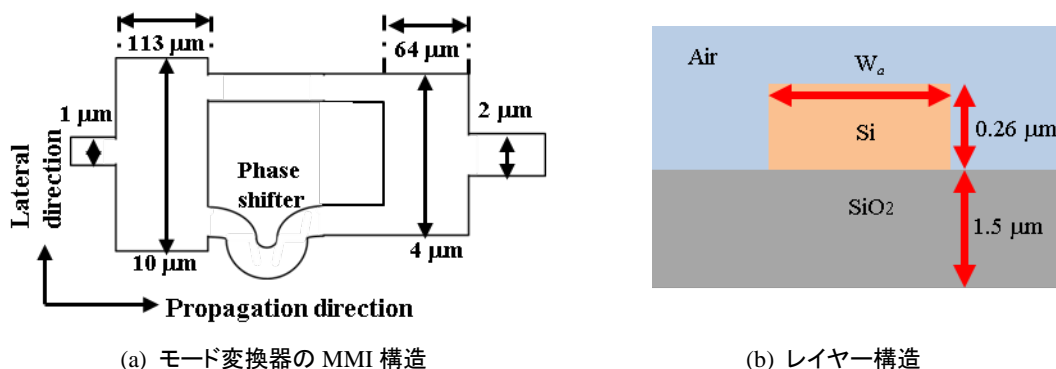 113 µm
64 µm
1 µm
2 µm
Phase
shifter
10 µm
4 µm
Lateral
direction
Propagation direction
(a) モード変換器の MMI 構造
Air
Wa
Si
0.26 µm
SiO2
1.5 µm
(b) レイヤー構造